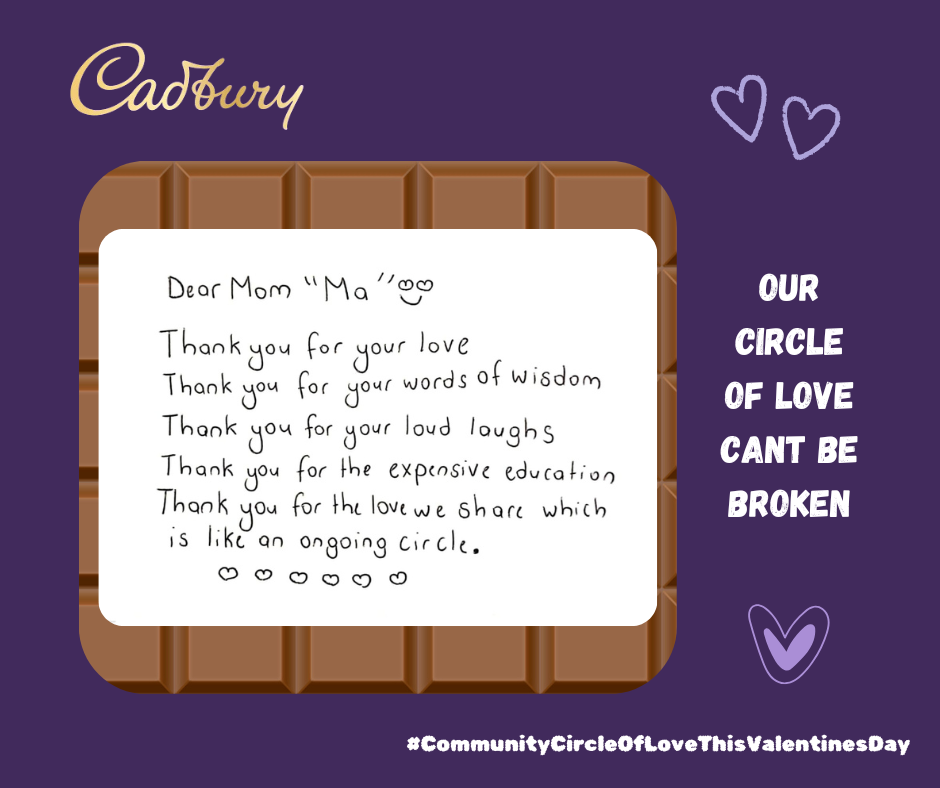 Cadbury
Dear Mom “Ma”
Thank you for your love
Thank you for your words of wisdom
Thank you for your loud laughs
Thank you for the expensive education
Thank you for the love we share which
is like an ongoing circle.
OUR
CIRCLE
OF LOVE
CANT BE
BROKEN
#CommunityCircleOfLoveThisValentinesDay